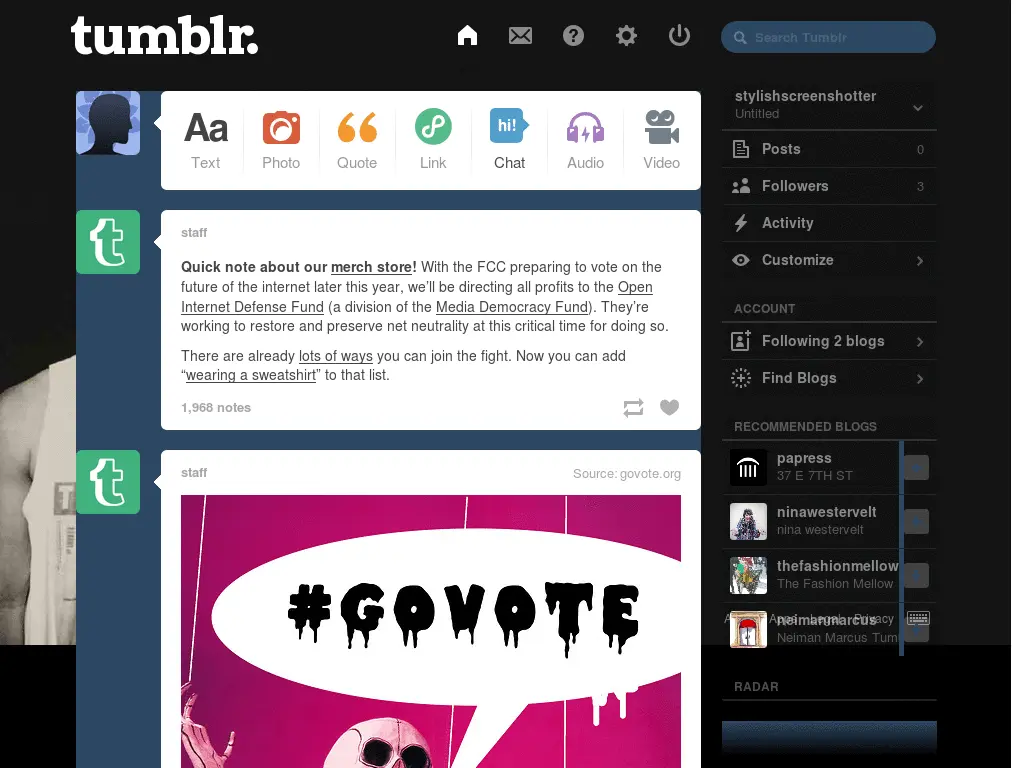 tumblr.
Search Tumblr
Aa
hi!
Text
Photo
Quote
Link
Chat
Audio
Video
stylishscreenshotter
Untitled
Posts 0
Followers 3
Activity
Customize
ACCOUNT
Following 2 blogs
Find Blogs
RECOMMENDED BLOGS
papress
37 E 7TH ST
ninawestervelt
nina westervelt
thefashionmellow
The Fashion Mellow
neimanmarcus
Neiman Marcus Tum
Apps Legal Privacy
RADAR
t
staff
Quick note about our merch store! With the FCC preparing to vote on the
future of the internet later this year, we’ll be directing all profits to the Open
Internet Defense Fund (a division of the Media Democracy Fund). They’re
working to restore and preserve net neutrality at this critical time for doing so.
There are already lots of ways you can join the fight. Now you can add
“wearing a sweatshirt” to that list.
1,968 notes
t
staff
Source: govote.org
#GOVOTE